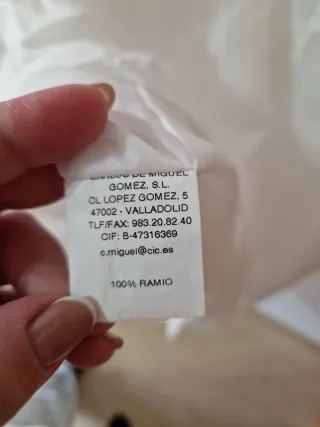 DE MIGUEL
GOMEZ, S.L.
CL LOPEZ GOMEZ, 5
47002 - VALLADOLID
TLF/FAX: 983.20.82.40
CIF: B-47316369
c.miguel@cic.es
100% RAMIO